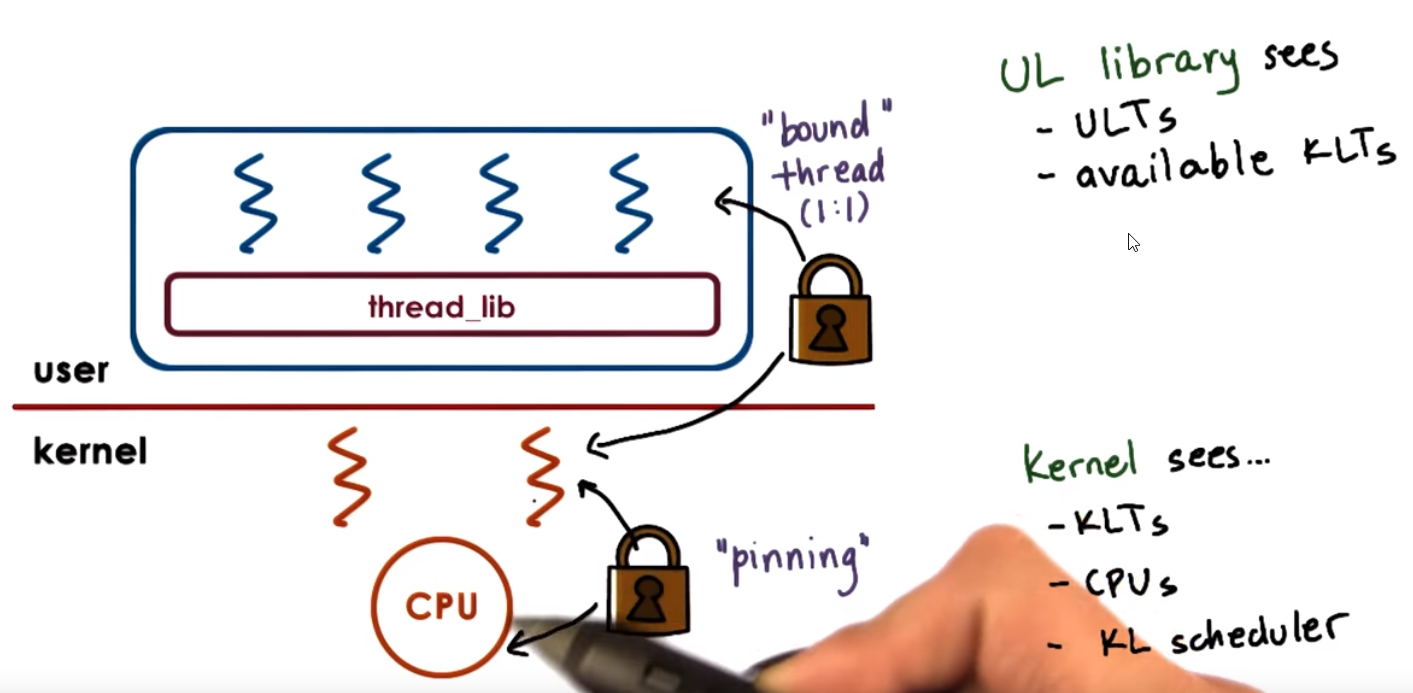 UL library sees
- ULTs
- available KLTs
"bound"
thread
(1:1)
thread_lib
user
kernel
CPU
"pinning"
Kernel sees...
- KLTs
- CPUs
- KL scheduler